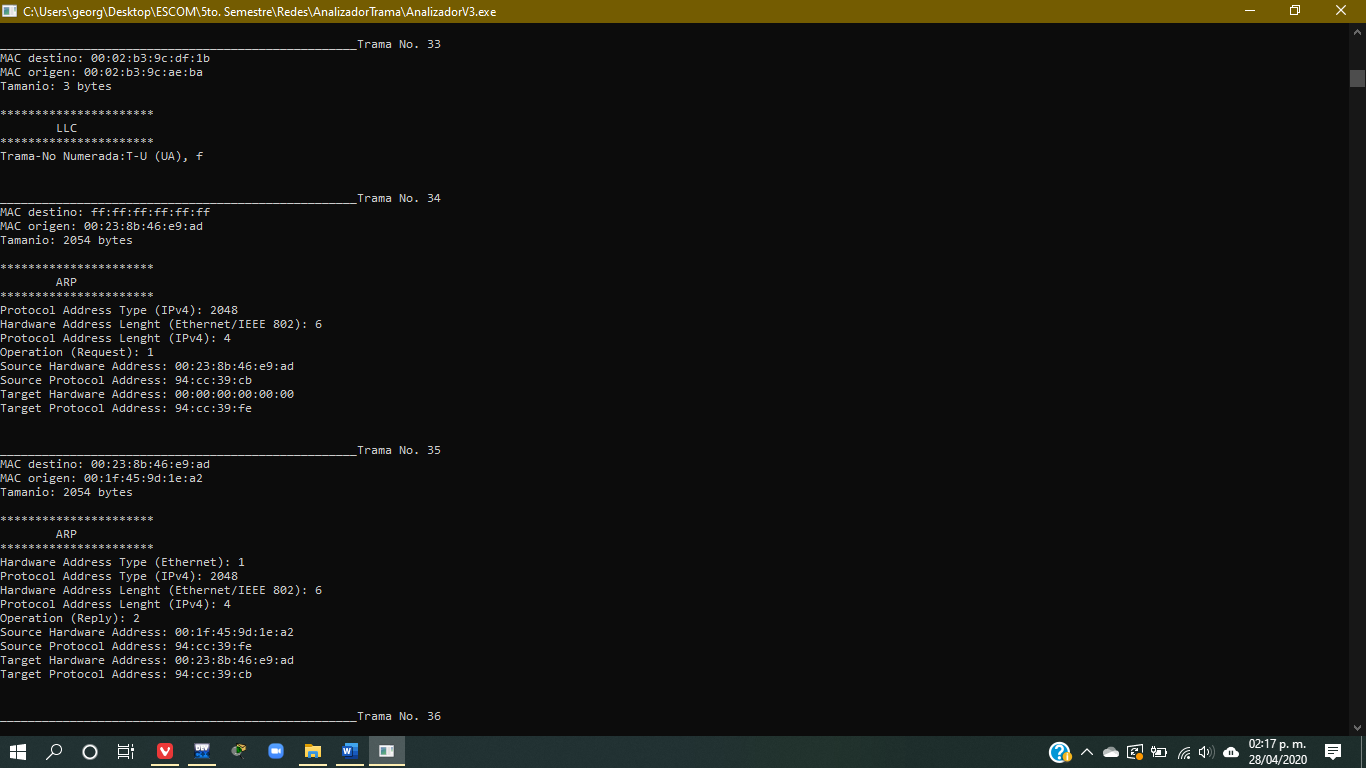 C:\Users\georg\Desktop\ESCOM\5to. Semestre\Redes\AnalizadorTrama\AnalizadorV3.exe
___________________________________________________Trama No. 33
MAC destino: 00:02:b3:9c:df:1b
MAC origen: 00:02:b3:9c:ae:ba
Tamanio: 3 bytes
**********************
LLC
**********************
Trama-No Numerada:T-U (UA), f
___________________________________________________Trama No. 34
MAC destino: ff:ff:ff:ff:ff:ff
MAC origen: 00:23:8b:46:e9:ad
Tamanio: 2054 bytes
**********************
ARP
**********************
Protocol Address Type (IPv4): 2048
Hardware Address Lenght (Ethernet/IEEE 802): 6
Protocol Address Lenght (IPv4): 4
Operation (Request): 1
Source Hardware Address: 00:23:8b:46:e9:ad
Source Protocol Address: 94:cc:39:cb
Target Hardware Address: 00:00:00:00:00:00
Target Protocol Address: 94:cc:39:fe
___________________________________________________Trama No. 35
MAC destino: 00:23:8b:46:e9:ad
MAC origen: 00:1f:45:9d:1e:a2
Tamanio: 2054 bytes
**********************
ARP
**********************
Hardware Address Type (Ethernet): 1
Protocol Address Type (IPv4): 2048
Hardware Address Lenght (Ethernet/IEEE 802): 6
Protocol Address Lenght (IPv4): 4
Operation (Reply): 2
Source Hardware Address: 00:1f:45:9d:1e:a2
Source Protocol Address: 94:cc:39:fe
Target Hardware Address: 00:23:8b:46:e9:ad
Target Protocol Address: 94:cc:39:cb
___________________________________________________Trama No. 36
DEV
02:17 p. m.
28/04/2020